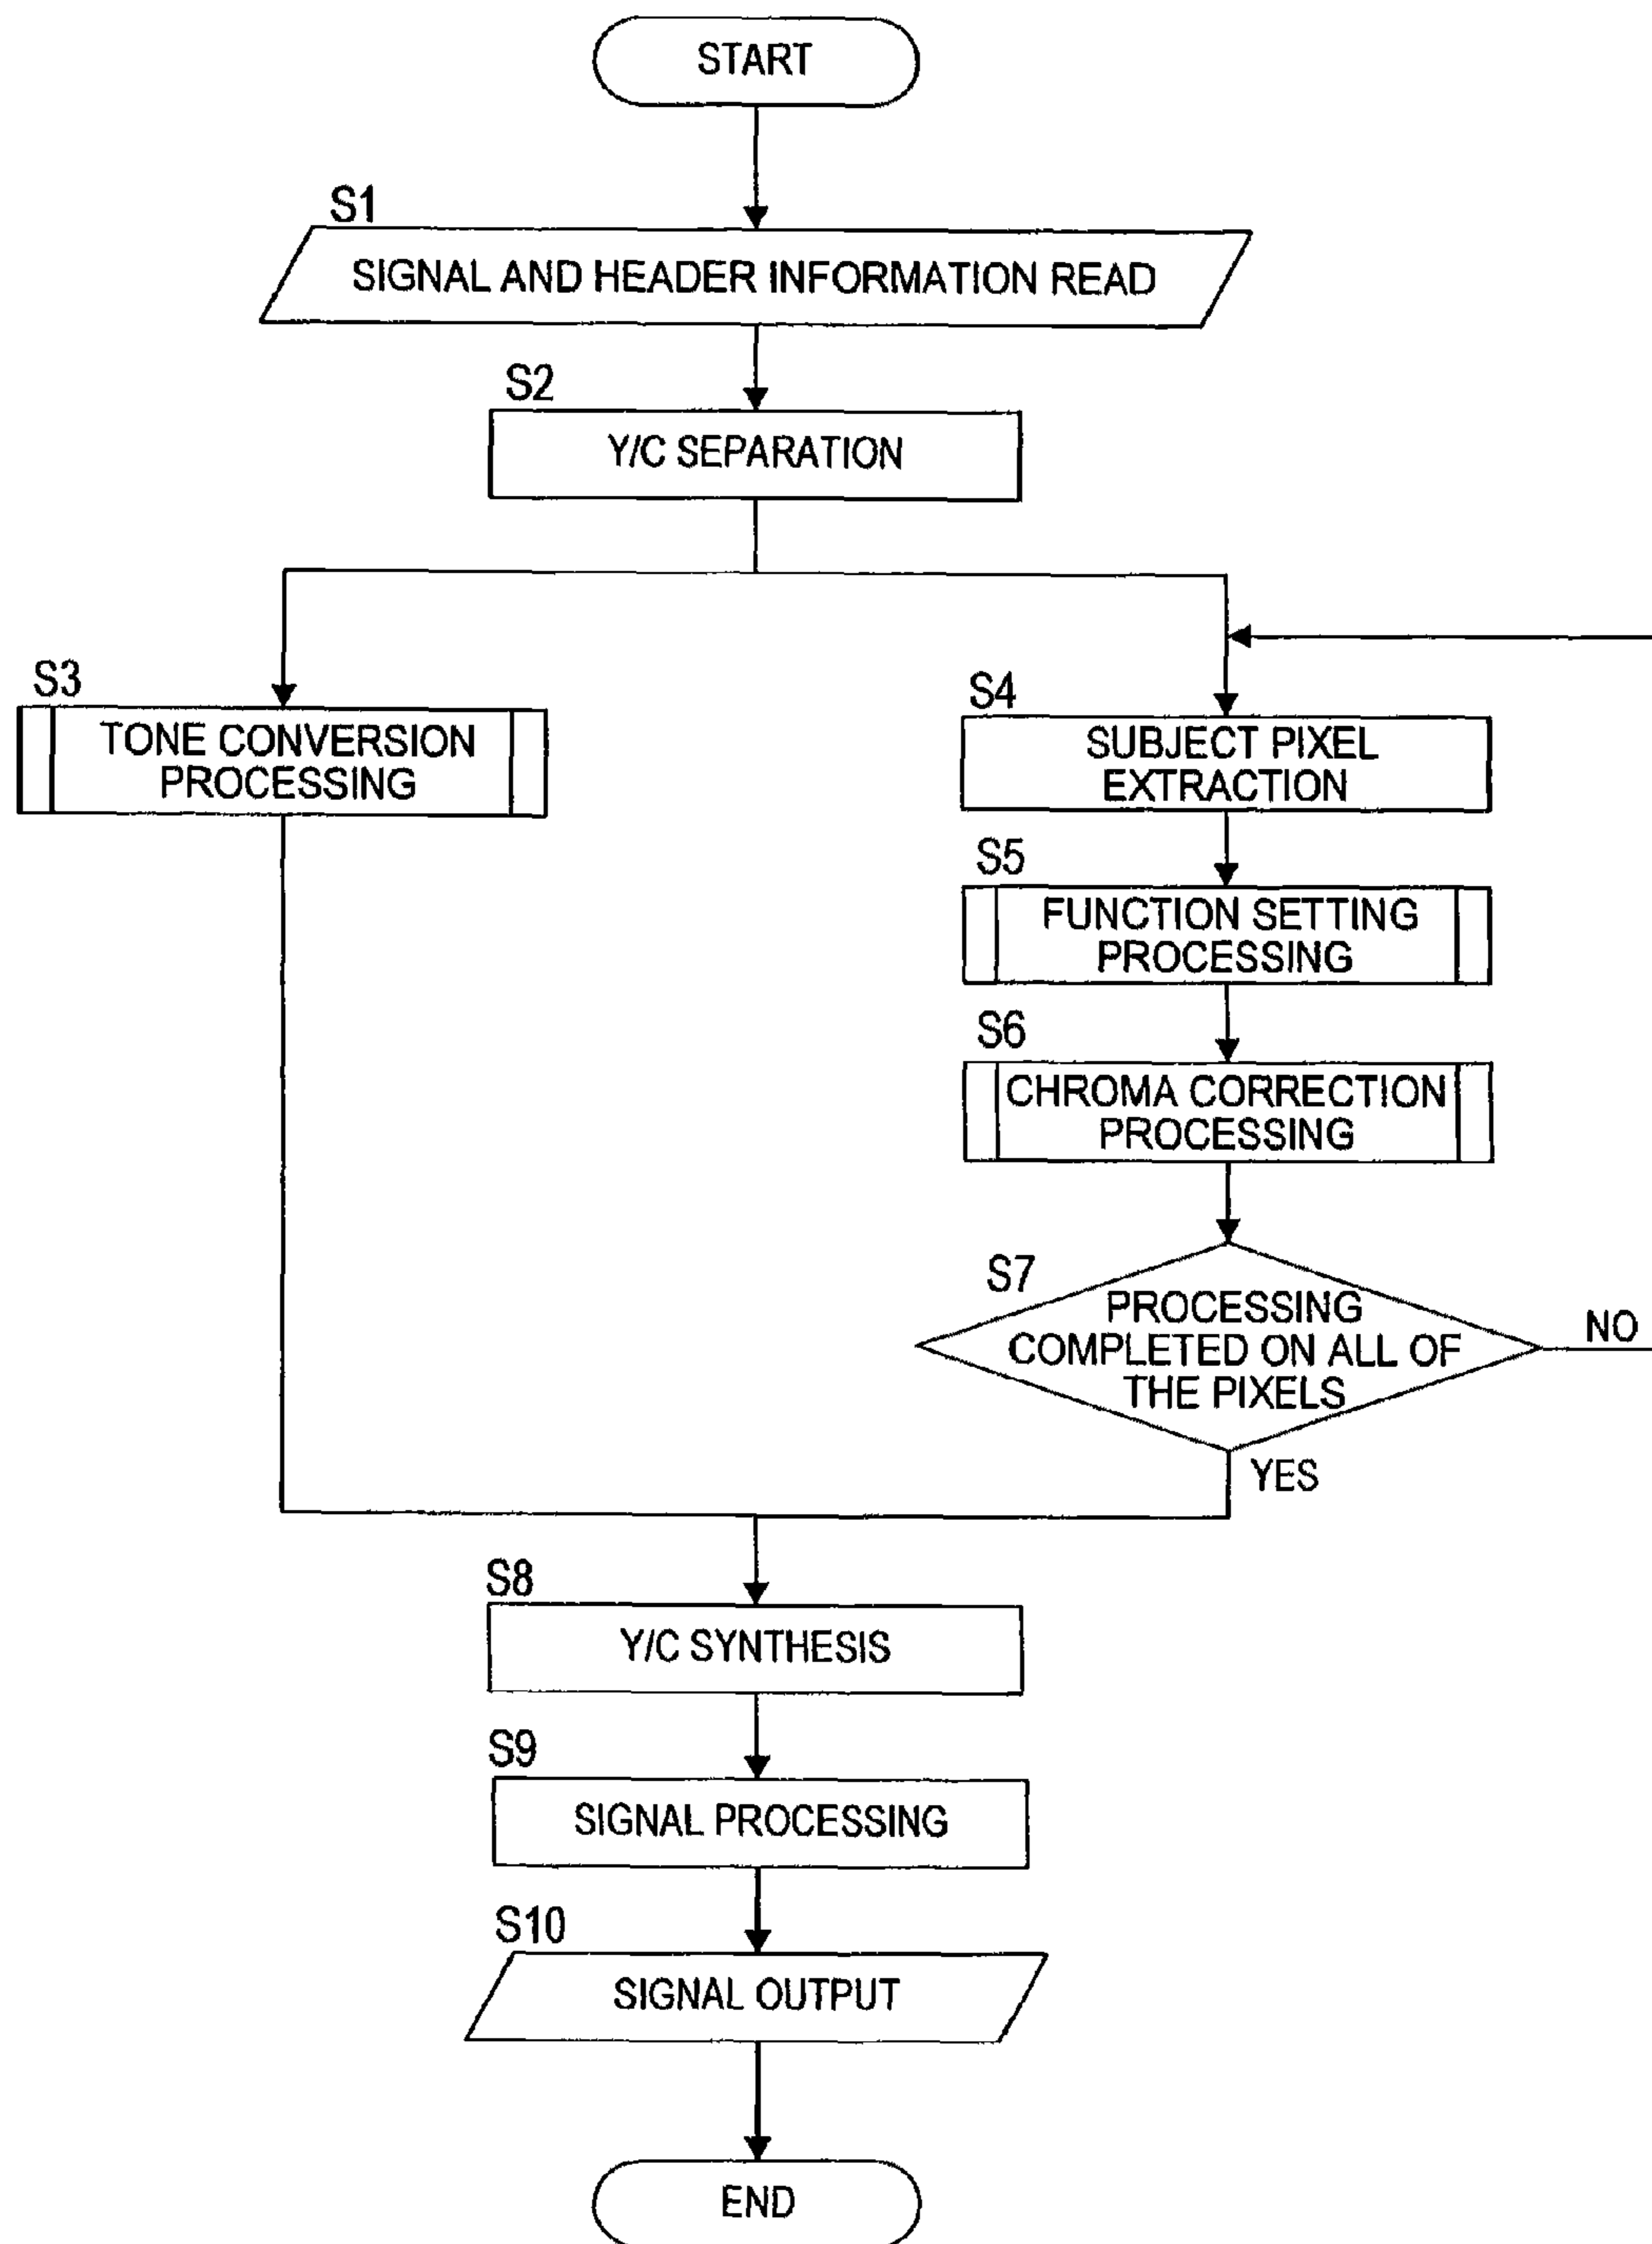 START
S1
SIGNAL AND HEADER INFORMATION READ
S2
Y/C SEPARATION
S3
TONE CONVERSION
PROCESSING
S4
SUBJECT PIXEL
EXTRACTION
S5
FUNCTION SETTING
PROCESSING
S6
CHROMA CORRECTION
PROCESSING
S7
PROCESSING
COMPLETED ON ALL OF
THE PIXELS
NO
YES
S8
Y/C SYNTHESIS
S9
SIGNAL PROCESSING
S10
SIGNAL OUTPUT
END